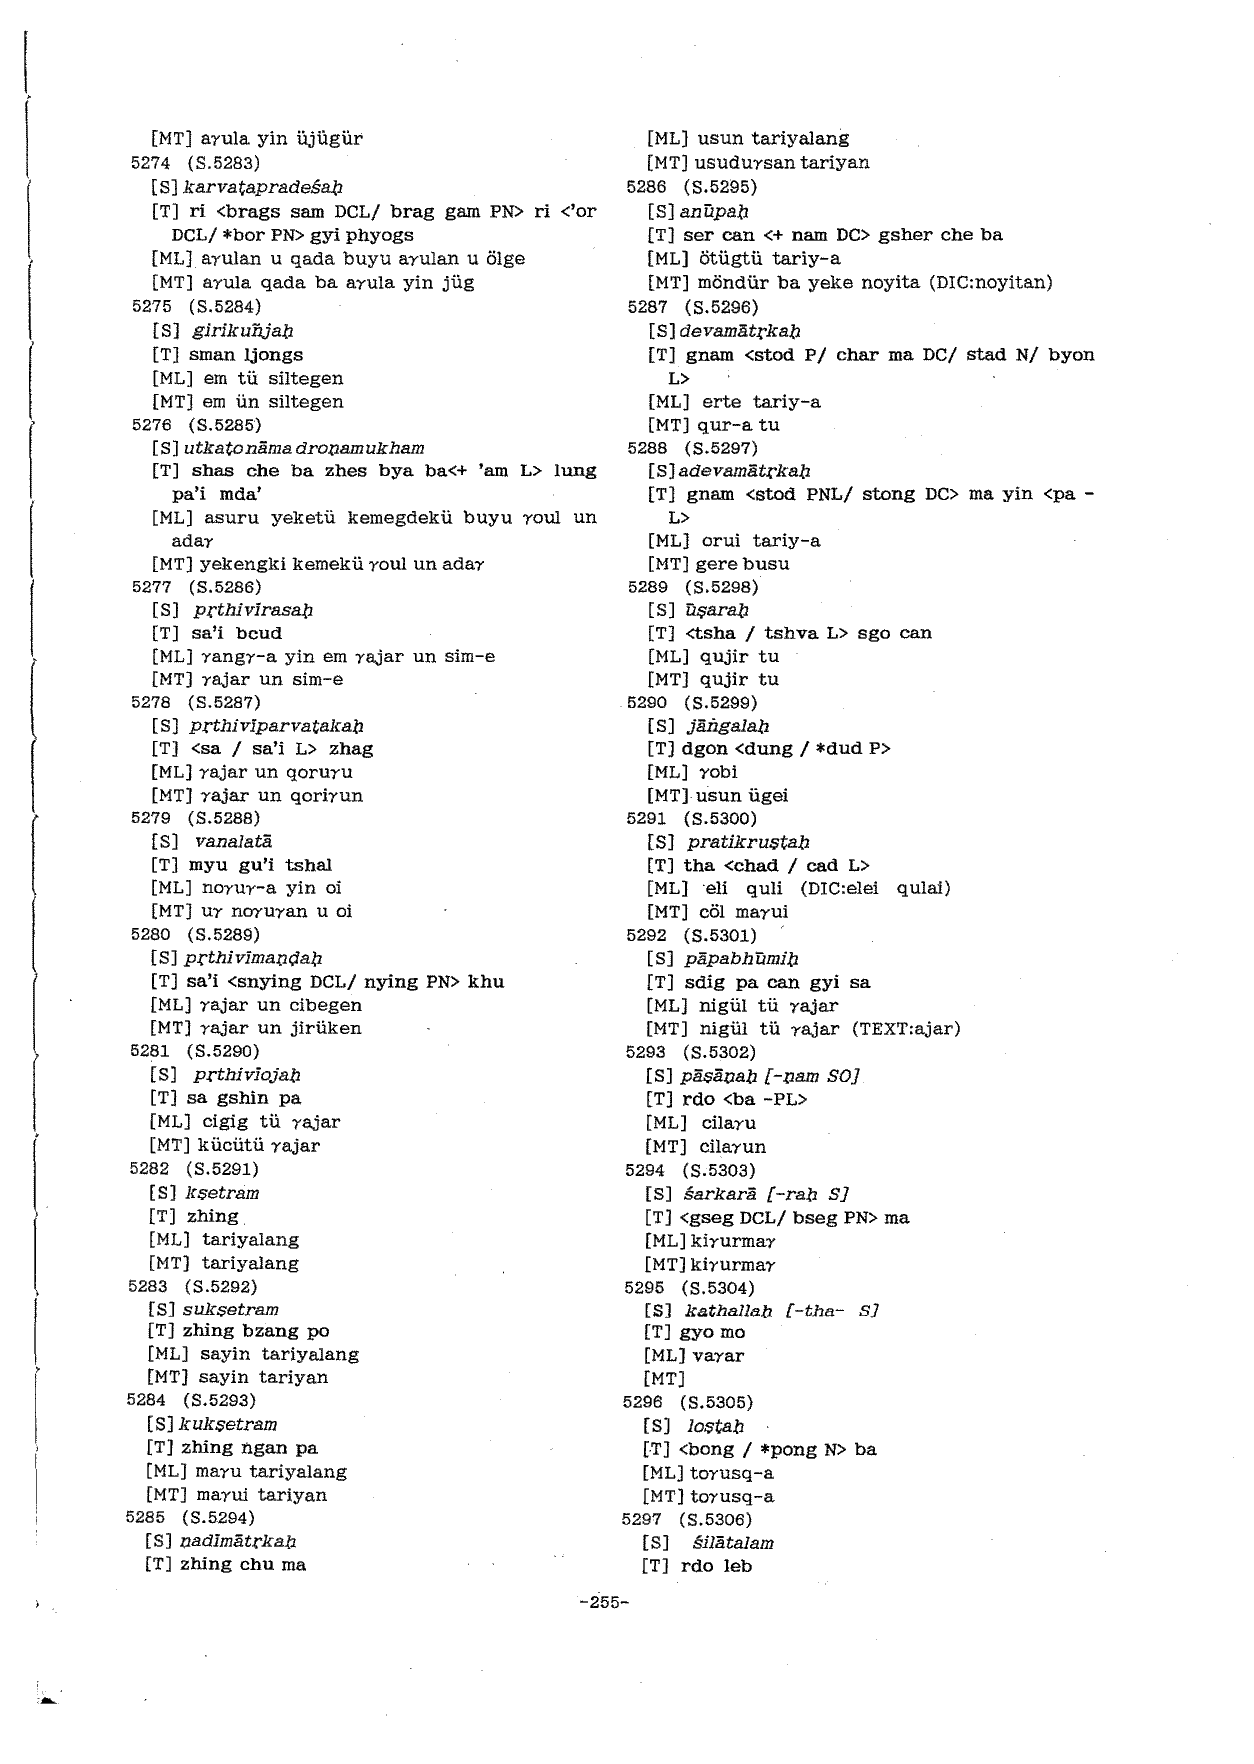 [MT] aγula yin üjügür
5274 (S.5283)
[S] karvaṭapradeśaḥ
[T] ri <brags sam DCL/ brag gam PN> ri <'or
DCL/ *bor PN> gyi phyogs
[ML] aγulan u qada buyu aγulan u ölge
[MT] aγula qada ba aγula yin jüg
5275 (S.5284)
[S] girikuñjaḥ
[T] sman ljongs
[ML] em tü siltegen
[MT] em ün siltegen
5276 (S.5285)
[S] utkaṭo nāma droṇamukham
[T] shas che ba zhes bya ba<+ 'am L> lung
pa'i mda'
[ML] asuru yeketü kemegdekü buyu γoul un
adaγ
[MT] yekengki kemekü γoul un adaγ
5277 (S.5286)
[S] pṛthivīrasaḥ
[T] sa'i bcud
[ML] γangγ-a yin em γajar un sim-e
[MT] γajar un sim-e
5278 (S.5287)
[S] pṛthivīparvaṭakaḥ
[T] <sa / sa'i L> zhag
[ML] γajar un qoruγu
[MT] γajar un qoriγun
5279 (S.5288)
[S] vanalatā
[T] myu gu'i tshal
[ML] noγuγ-a yin oi
[MT] uγ noγuγan u oi
5280 (S.5289)
[S] pṛthivīmaṇḍaḥ
[T] sa'i <snying DCL/ nying PN> khu
[ML] γajar un cibegen
[MT] γajar un jirüken
5281 (S.5290)
[S] pṛthivīojaḥ
[T] sa gshin pa
[ML] cigig tü γajar
[MT] kücütü γajar
5282 (S.5291)
[S] kṣetram
[T] zhing
[ML] tariyalang
[MT] tariyalang
5283 (S.5292)
[S] sukṣetram
[T] zhing bzang po
[ML] sayin tariyalang
[MT] sayin tariyan
5284 (S.5293)
[S] kukṣetram
[T] zhing ngan pa
[ML] maγu tariyalang
[MT] maγui tariyan
5285 (S.5294)
[S] nadīmātṛkaḥ
[T] zhing chu ma
[ML] usun tariyalang
[MT] usuduγsan tariyan
5286 (S.5295)
[S] anūpaḥ
[T] ser can <+ nam DC> gsher che ba
[ML] ötügtü tariy-a
[MT] möndür ba yeke noyita (DIC:noyitan)
5287 (S.5296)
[S] devamātṛkaḥ
[T] gnam <stod P/ char ma DC/ stad N/ byon
L>
[ML] erte tariy-a
[MT] qur-a tu
5288 (S.5297)
[S] adevamātṛkaḥ
[T] gnam <stod PNL/ stong DC> ma yin <pa -
L>
[ML] orui tariy-a
[MT] gere busu
5289 (S.5298)
[S] ūṣaraḥ
[T] <tsha / tshva L> sgo can
[ML] qujir tu
[MT] qujir tu
5290 (S.5299)
[S] jāṅgalaḥ
[T] dgon <dung / *dud P>
[ML] γobi
[MT] usun ügei
5291 (S.5300)
[S] pratikruṣṭaḥ
[T] tha <chad / cad L>
[ML] eli quli (DIC:elei qulai)
[MT] cöl maγui
5292 (S.5301)
[S] pāpabhūmiḥ
[T] sdig pa can gyi sa
[ML] nigül tü γajar
[MT] nigül tü γajar (TEXT:ajar)
5293 (S.5302)
[S] pāṣāṇaḥ [-ṇam SO]
[T] rdo <ba -PL>
[ML] cilaγu
[MT] cilaγun
5294 (S.5303)
[S] śarkarā [-raḥ S]
[T] <gseg DCL/ bseg PN> ma
[ML] kiγurmaγ
[MT] kiγurmaγ
5295 (S.5304)
[S] kathallaḥ [-tha- S]
[T] gyo mo
[ML] vaγar
[MT]
5296 (S.5305)
[S] loṣṭaḥ
[T] <bong / *pong N> ba
[ML] toγusq-a
[MT] toγusq-a
5297 (S.5306)
[S] śilātalam
[T] rdo leb
-255-